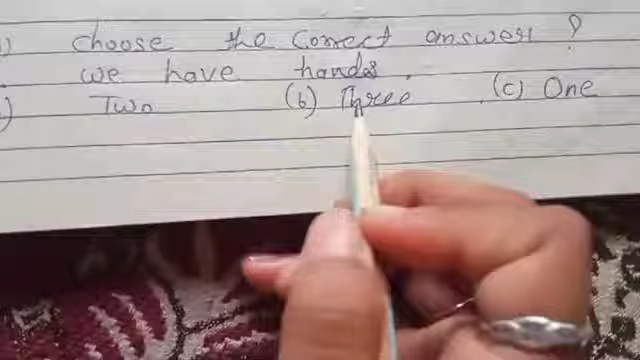 ) Choose the Correct answer ?
we have hands.
) Two (b) Three (c) One